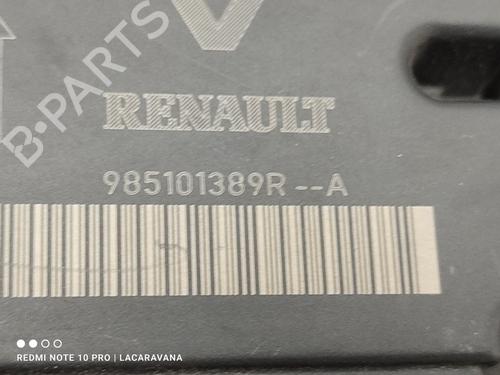 B-PARTS
RENAULT
985101389R --A
REDMI NOTE 10 PRO | LACARAVANA